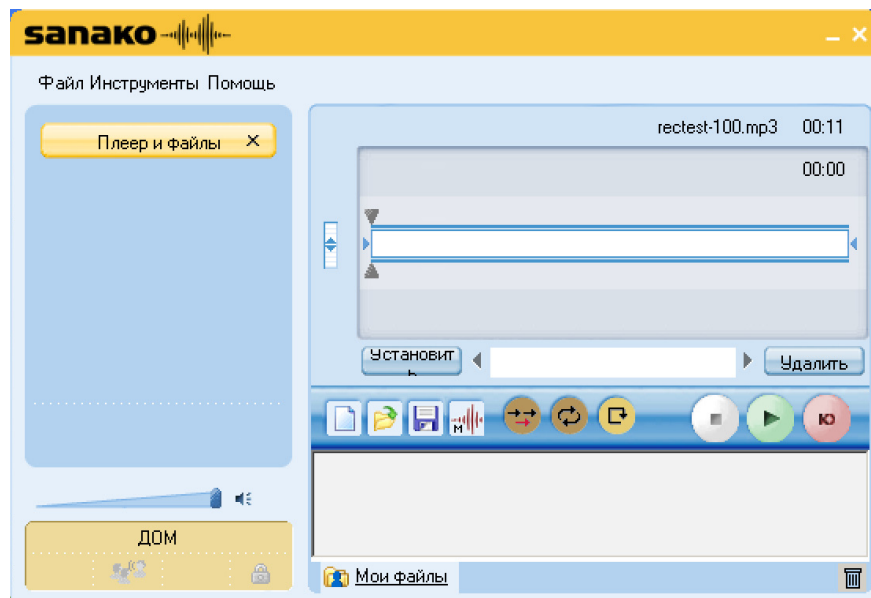 sanako
Файл Инструменты Помощь
Плеер и файлы
rectest-100.mp3 00:11
00:00
Установит
ь
Удалить
М
ю
ДОМ
Мои файлы